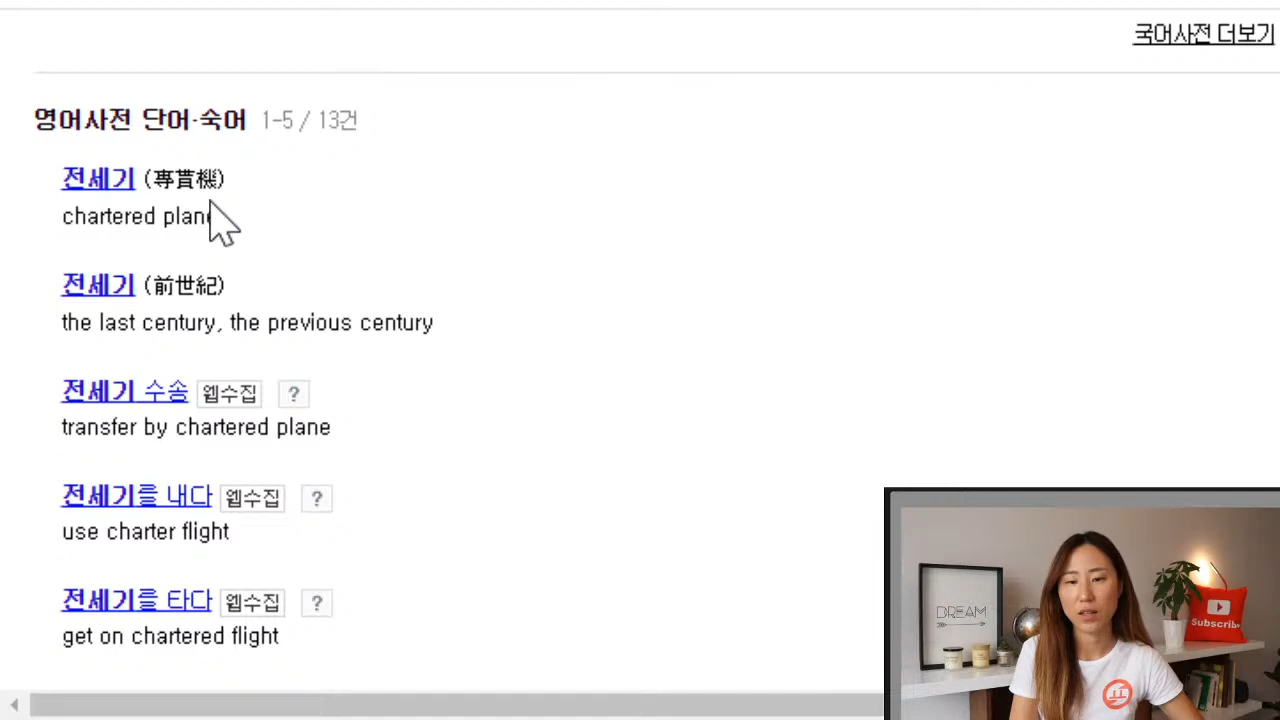 국어사전 더보기
영어사전 단어·숙어 1-5 / 13건
전세기 (專貰機)
chartered plane
전세기 (前世紀)
the last century, the previous century
전세기 수송 웹수집 ?
transfer by chartered plane
전세기를 내다 웹수집 ?
use charter flight
전세기를 타다 웹수집 ?
get on chartered flight
DREAM
Subscribe